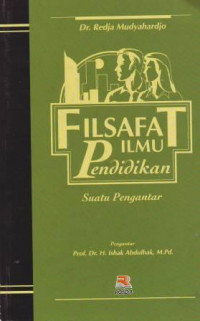 Dr. Redja Mudyahardjo
FILSAFAT
ILMU
Pendidikan
Suatu Pengantar
Pengantar
Prof. Dr. H. Ishak Abdulhak, M.Pd.